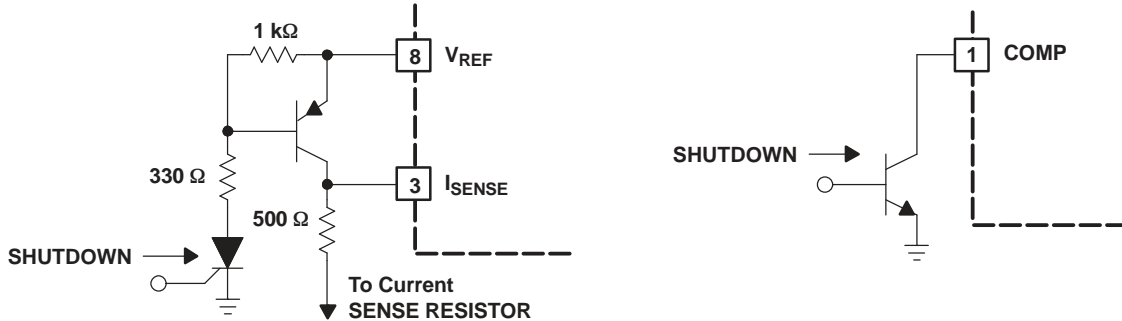 1 kΩ
8 V_REF
330 Ω
3 I_SENSE
500 Ω
SHUTDOWN
To Current
SENSE RESISTOR
1 COMP
SHUTDOWN